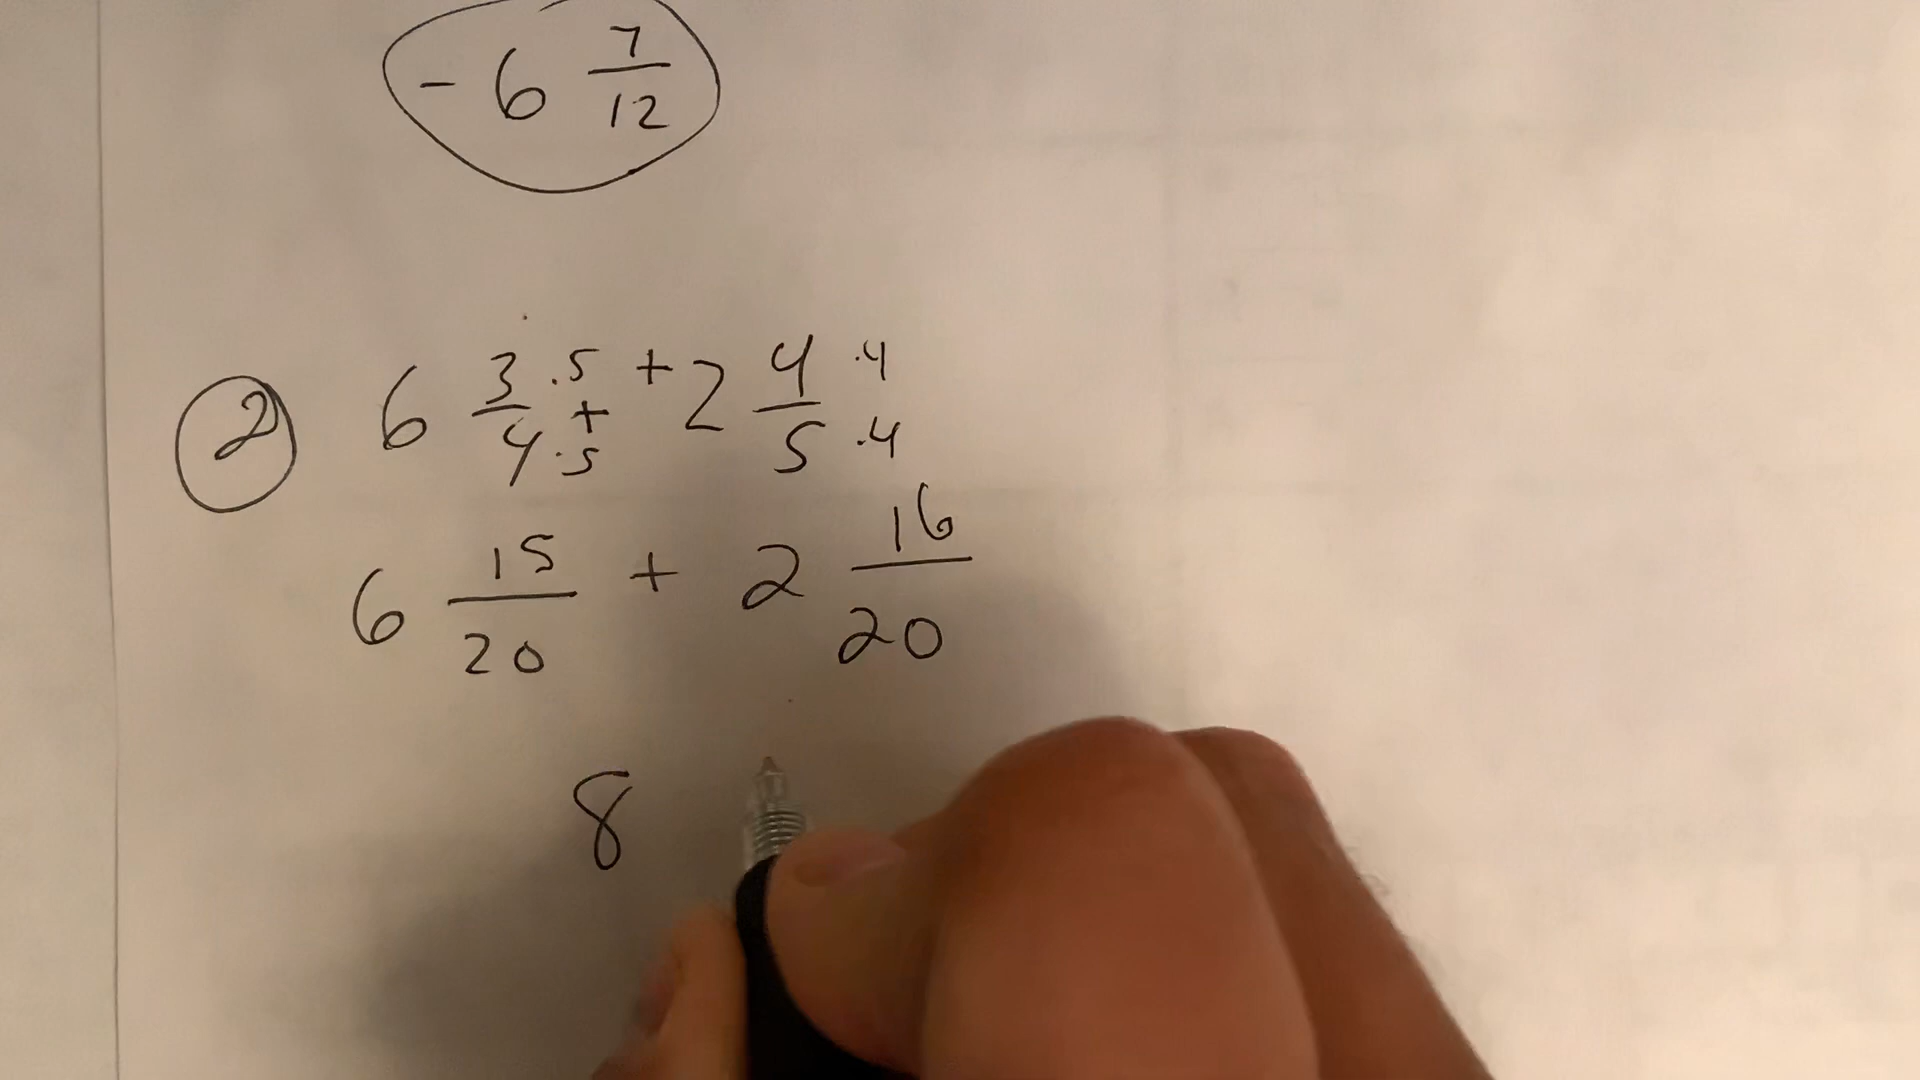 - 6 7/12
2 6 3/4 ·5 + ·5 + 2 4/5 ·4 ·4
6 15/20 + 2 16/20
8